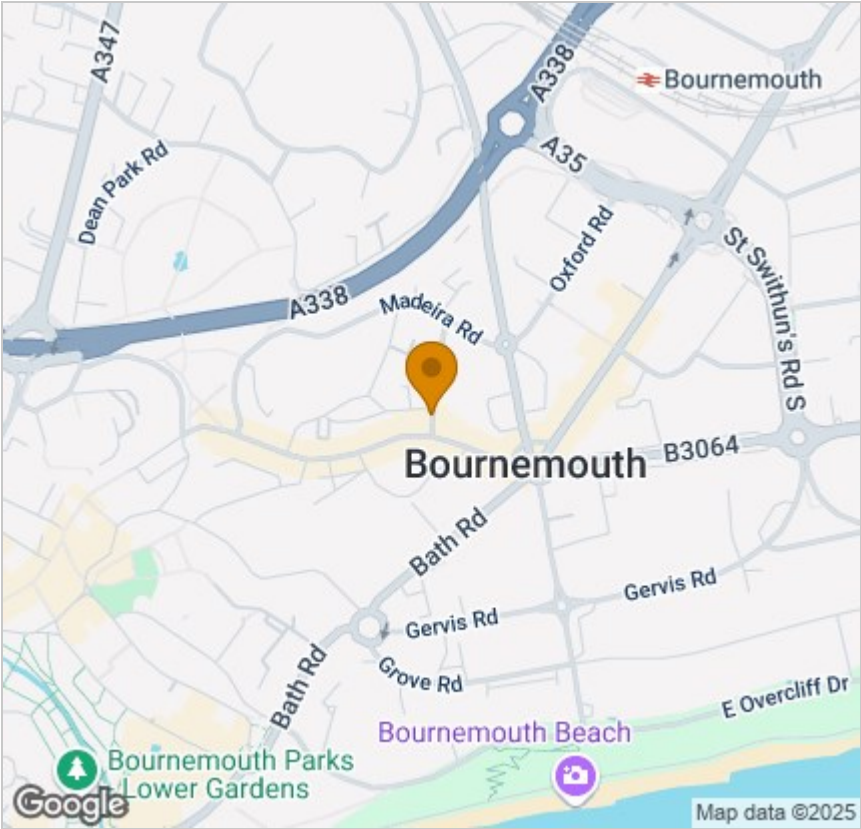 A347
A338
Bournemouth
A35
Dean Park Rd
Oxford Rd
St Swithun's Rd S
A338
Madeira Rd
Bournemouth
B3064
Bath Rd
Gervis Rd
Gervis Rd
Grove Rd
Bath Rd
E Overcliff Dr
Bournemouth Beach
Bournemouth Parks
Lower Gardens
Google
Map data ©2025